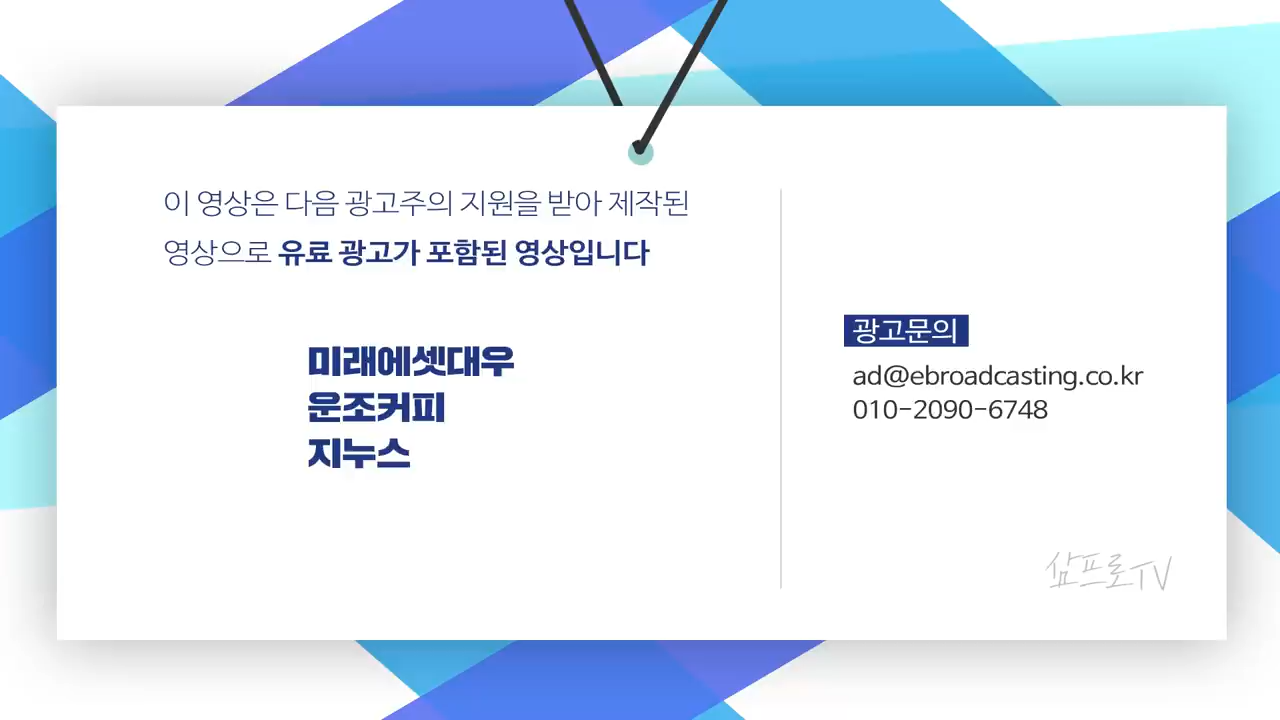 이 영상은 다음 광고주의 지원을 받아 제작된
영상으로 유료 광고가 포함된 영상입니다
미래에셋대우
운조커피
지누스
광고문의
ad@ebroadcasting.co.kr
010-2090-6748
삼프로TV